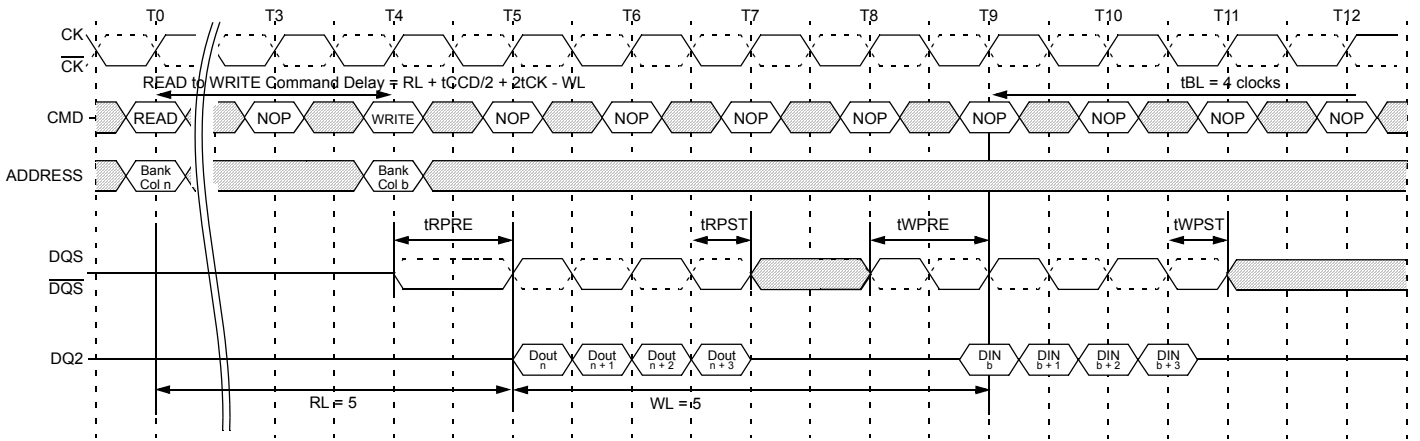 T0 T3 T4 T5 T6 T7 T8 T9 T10 T11 T12
CK
CK
READ to WRITE Command Delay = RL + tCCD/2 + 2tCK - WL
tBL = 4 clocks
CMD READ NOP WRITE NOP NOP NOP NOP NOP NOP NOP NOP
ADDRESS Bank Col n Bank Col b
tRPRE tRPST tWPRE tWPST
DQS
DQS
DQ2 Dout n Dout n + 1 Dout n + 2 Dout n + 3 DIN b DIN b + 1 DIN b + 2 DIN b + 3
RL = 5 WL = 5